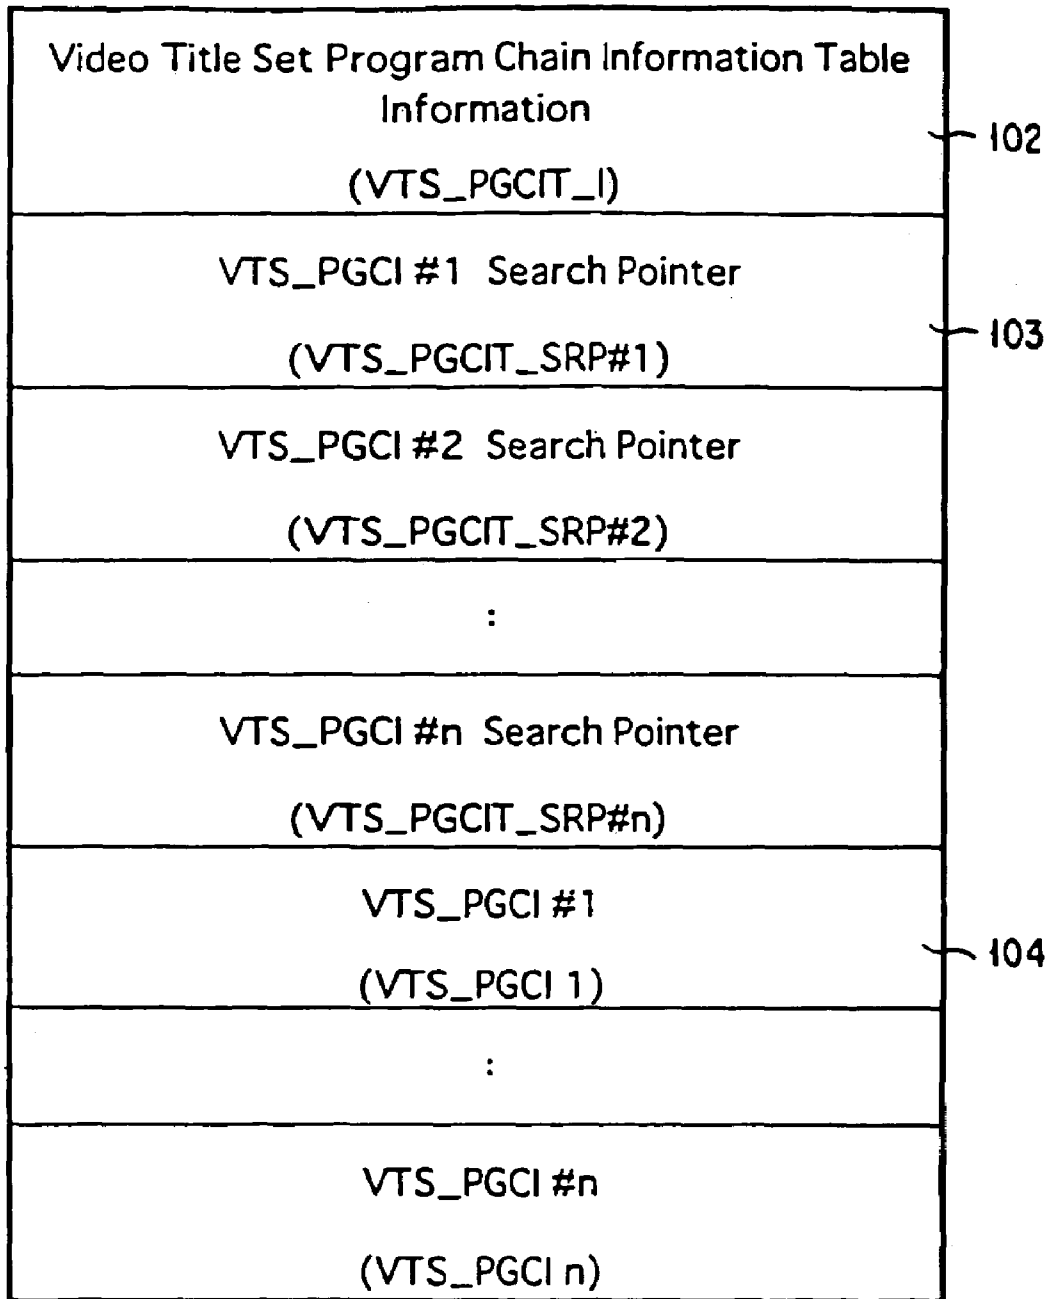 Video Title Set Program Chain Information Table
Information
(VTS_PGCIT_I)
102
VTS_PGCI #1 Search Pointer
(VTS_PGCIT_SRP#1)
103
VTS_PGCI #2 Search Pointer
(VTS_PGCIT_SRP#2)
:
VTS_PGCI #n Search Pointer
(VTS_PGCIT_SRP#n)
VTS_PGCI #1
(VTS_PGCI 1)
104
:
VTS_PGCI #n
(VTS_PGCI n)